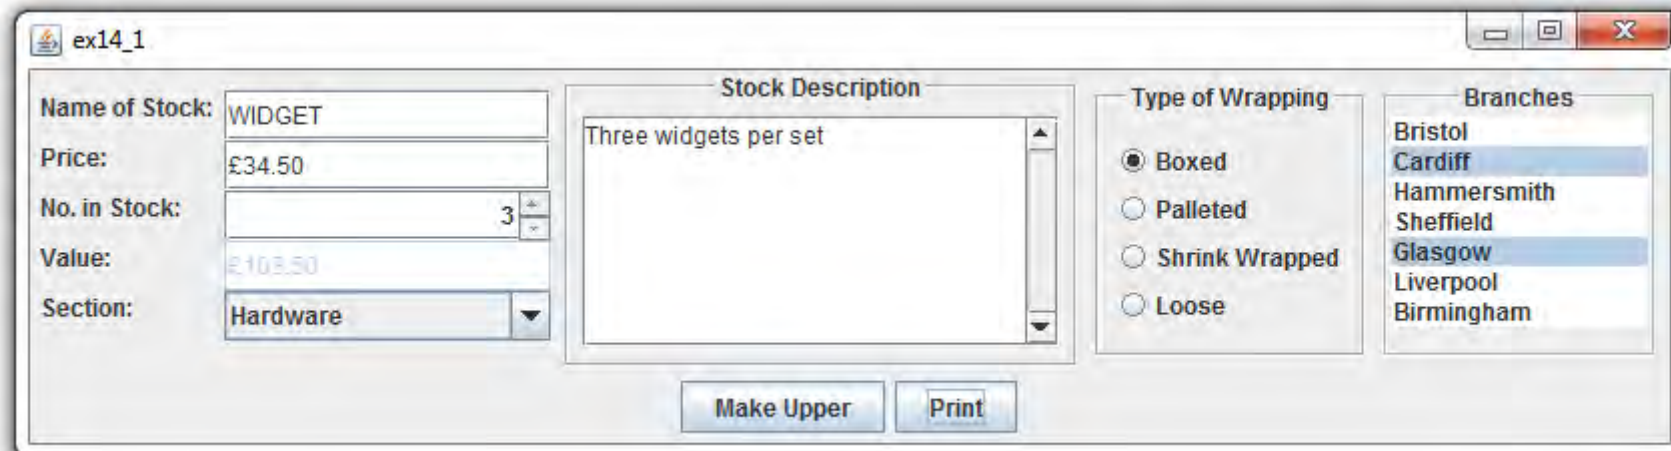 ex14_1
Name of Stock: WIDGET
Price: £34.50
No. in Stock: 3
Value: £103.50
Section: Hardware
Stock Description
Three widgets per set
Type of Wrapping
Boxed
Palleted
Shrink Wrapped
Loose
Branches
Bristol
Cardiff
Hammersmith
Sheffield
Glasgow
Liverpool
Birmingham
Make Upper
Print